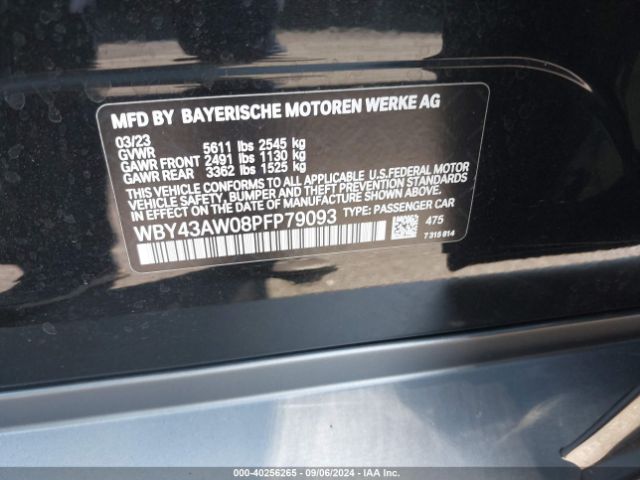 MFD BY BAYERISCHE MOTOREN WERKE AG
03/23
GVWR 5611 lbs 2545 kg
GAWR FRONT 2491 lbs 1130 kg
GAWR REAR 3362 lbs 1525 kg
THIS VEHICLE CONFORMS TO ALL APPLICABLE U.S.FEDERAL MOTOR
VEHICLE SAFETY, BUMPER AND THEFT PREVENTION STANDARDS
IN EFFECT ON THE DATE OF MANUFACTURE SHOWN ABOVE.
WBY43AW08PFP79093 TYPE: PASSENGER CAR
475
7315814
000-40256265 - 09/06/2024 - IAA Inc.